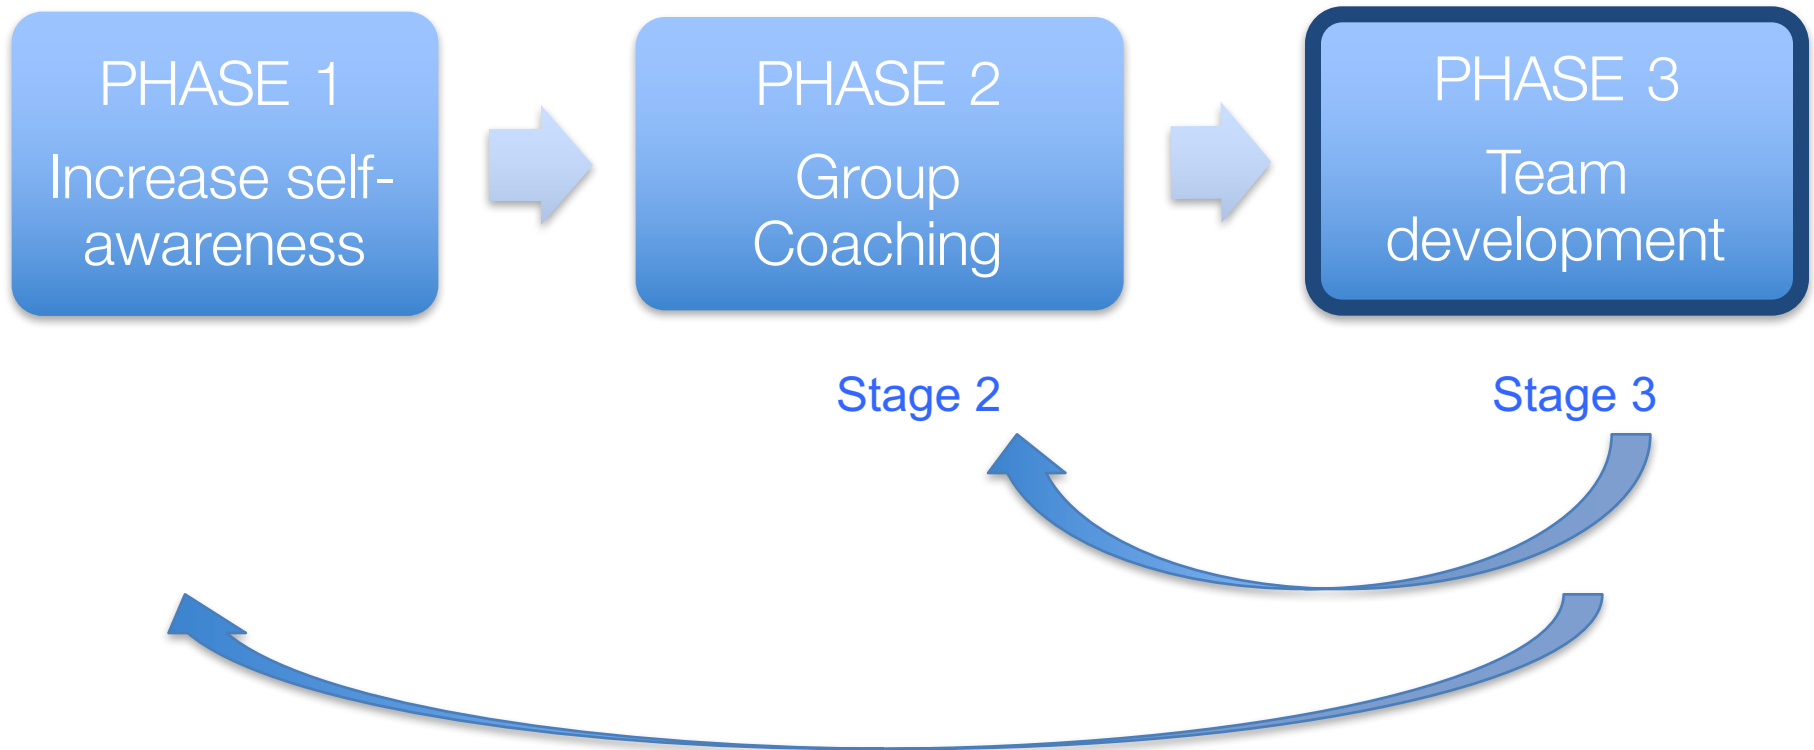 PHASE 1
Increase self-
awareness
PHASE 2
Group
Coaching
PHASE 3
Team
development
Stage 2
Stage 3